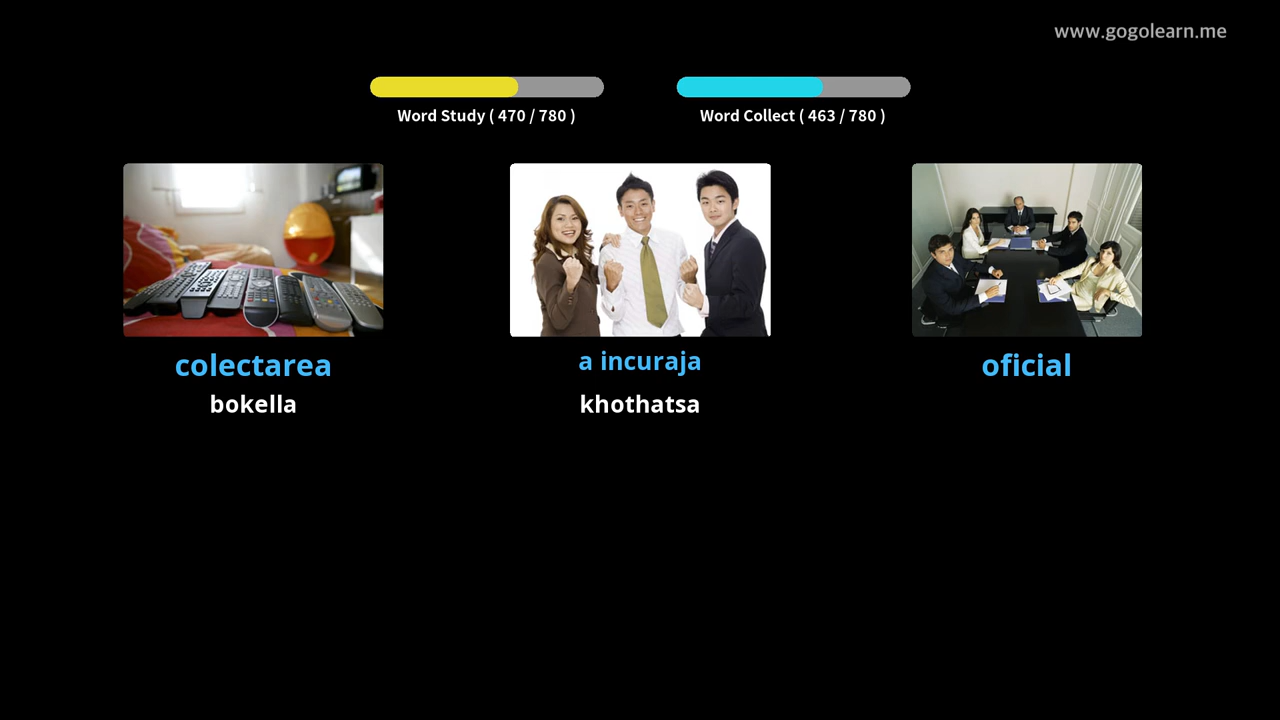 www.gogolearn.me
Word Study ( 470 / 780 )
Word Collect ( 463 / 780 )
colectarea
a incuraja
oficial
bokella
khothatsa